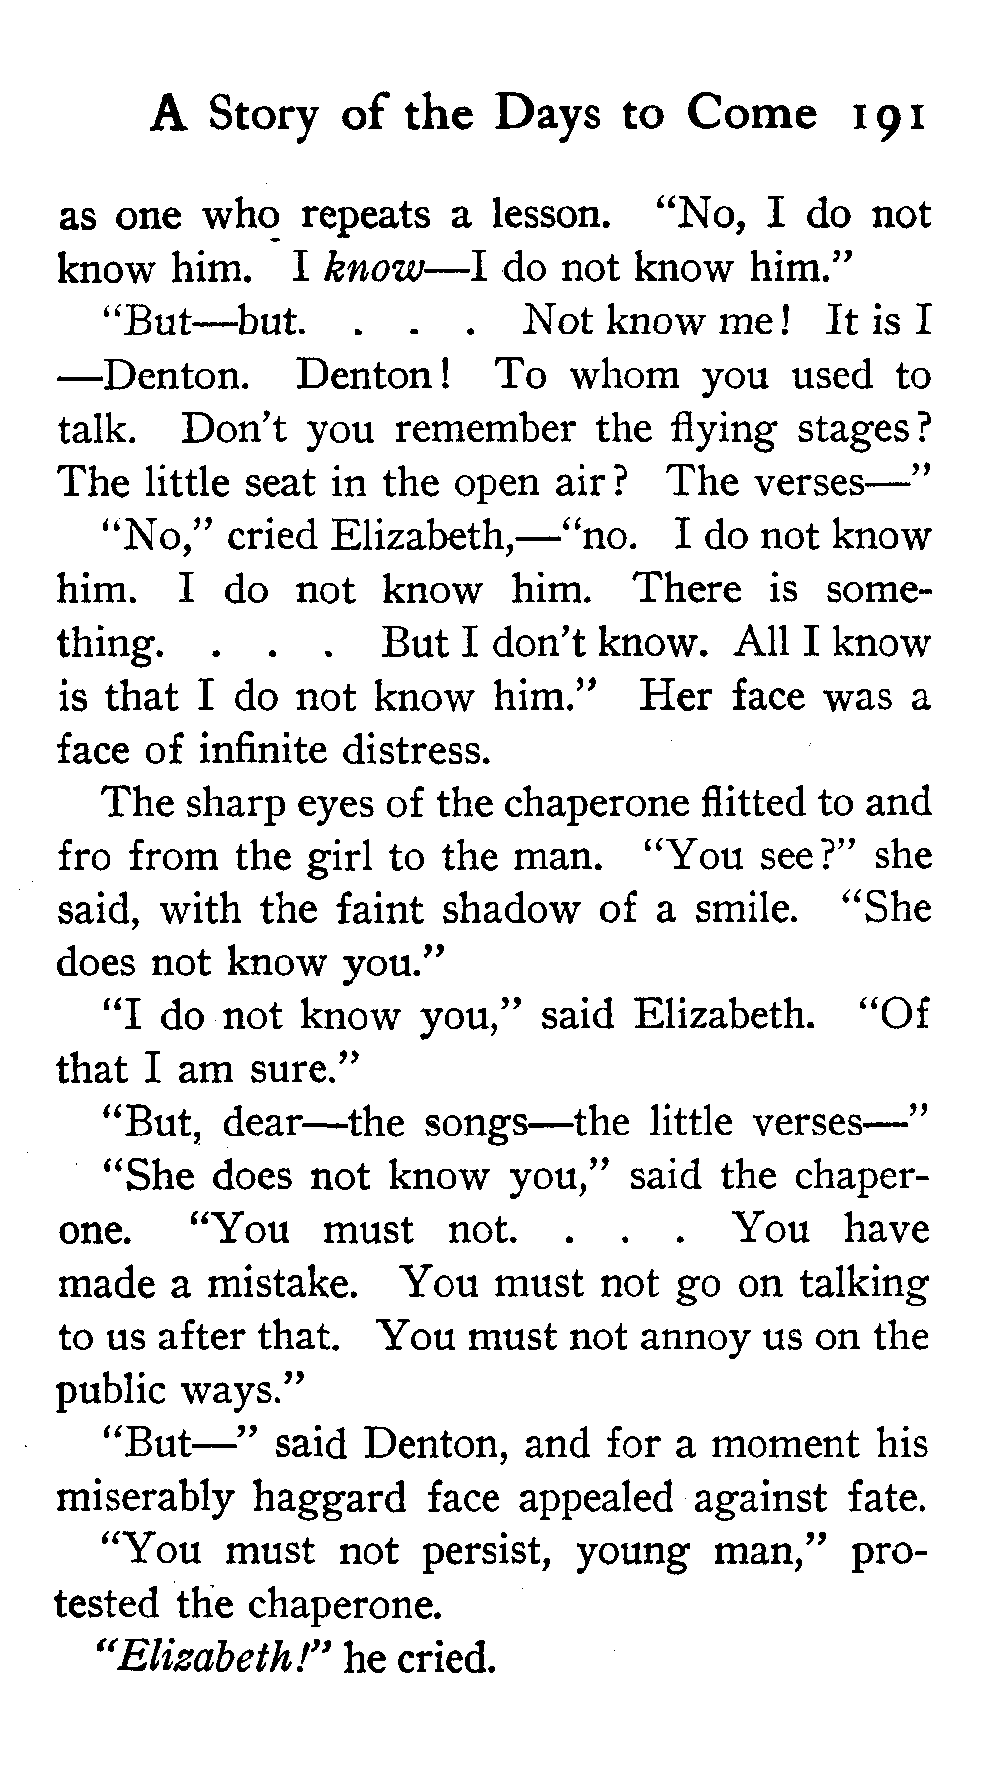 A Story of the Days to Come 191
as one who repeats a lesson. “No, I do not
know him. I know—I do not know him.”
“But—but. . . . Not know me! It is I
—Denton. Denton! To whom you used to
talk. Don’t you remember the flying stages?
The little seat in the open air? The verses—”
“No,” cried Elizabeth,—“no. I do not know
him. I do not know him. There is some-
thing. . . . But I don’t know. All I know
is that I do not know him.” Her face was a
face of infinite distress.
The sharp eyes of the chaperone flitted to and
fro from the girl to the man. “You see?” she
said, with the faint shadow of a smile. “She
does not know you.”
“I do not know you,” said Elizabeth. “Of
that I am sure.”
“But, dear—the songs—the little verses—”
“She does not know you,” said the chaper-
one. “You must not. . . . You have
made a mistake. You must not go on talking
to us after that. You must not annoy us on the
public ways.”
“But—” said Denton, and for a moment his
miserably haggard face appealed against fate.
“You must not persist, young man,” pro-
tested the chaperone.
“Elizabeth!” he cried.